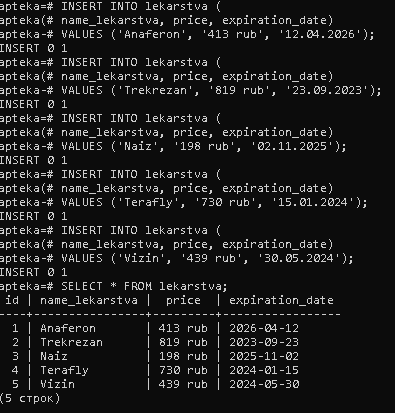 apteka=# INSERT INTO lekarstva (
apteka(# name_lekarstva, price, expiration_date)
apteka-# VALUES ('Anaferon', '413 rub', '12.04.2026');
INSERT 0 1
apteka=# INSERT INTO lekarstva (
apteka(# name_lekarstva, price, expiration_date)
apteka-# VALUES ('Trekrezan', '819 rub', '23.09.2023');
INSERT 0 1
apteka=# INSERT INTO lekarstva (
apteka(# name_lekarstva, price, expiration_date)
apteka-# VALUES ('Naiz', '198 rub', '02.11.2025');
INSERT 0 1
apteka=# INSERT INTO lekarstva (
apteka(# name_lekarstva, price, expiration_date)
apteka-# VALUES ('Terafly', '730 rub', '15.01.2024');
INSERT 0 1
apteka=# INSERT INTO lekarstva (
apteka(# name_lekarstva, price, expiration_date)
apteka-# VALUES ('Vizin', '439 rub', '30.05.2024');
INSERT 0 1
apteka=# SELECT * FROM lekarstva;
 id | name_lekarstva |  price  | expiration_date
----+----------------+---------+-----------------
  1 | Anaferon       | 413 rub | 2026-04-12
  2 | Trekrezan      | 819 rub | 2023-09-23
  3 | Naiz           | 198 rub | 2025-11-02
  4 | Terafly        | 730 rub | 2024-01-15
  5 | Vizin          | 439 rub | 2024-05-30
(5 строк)